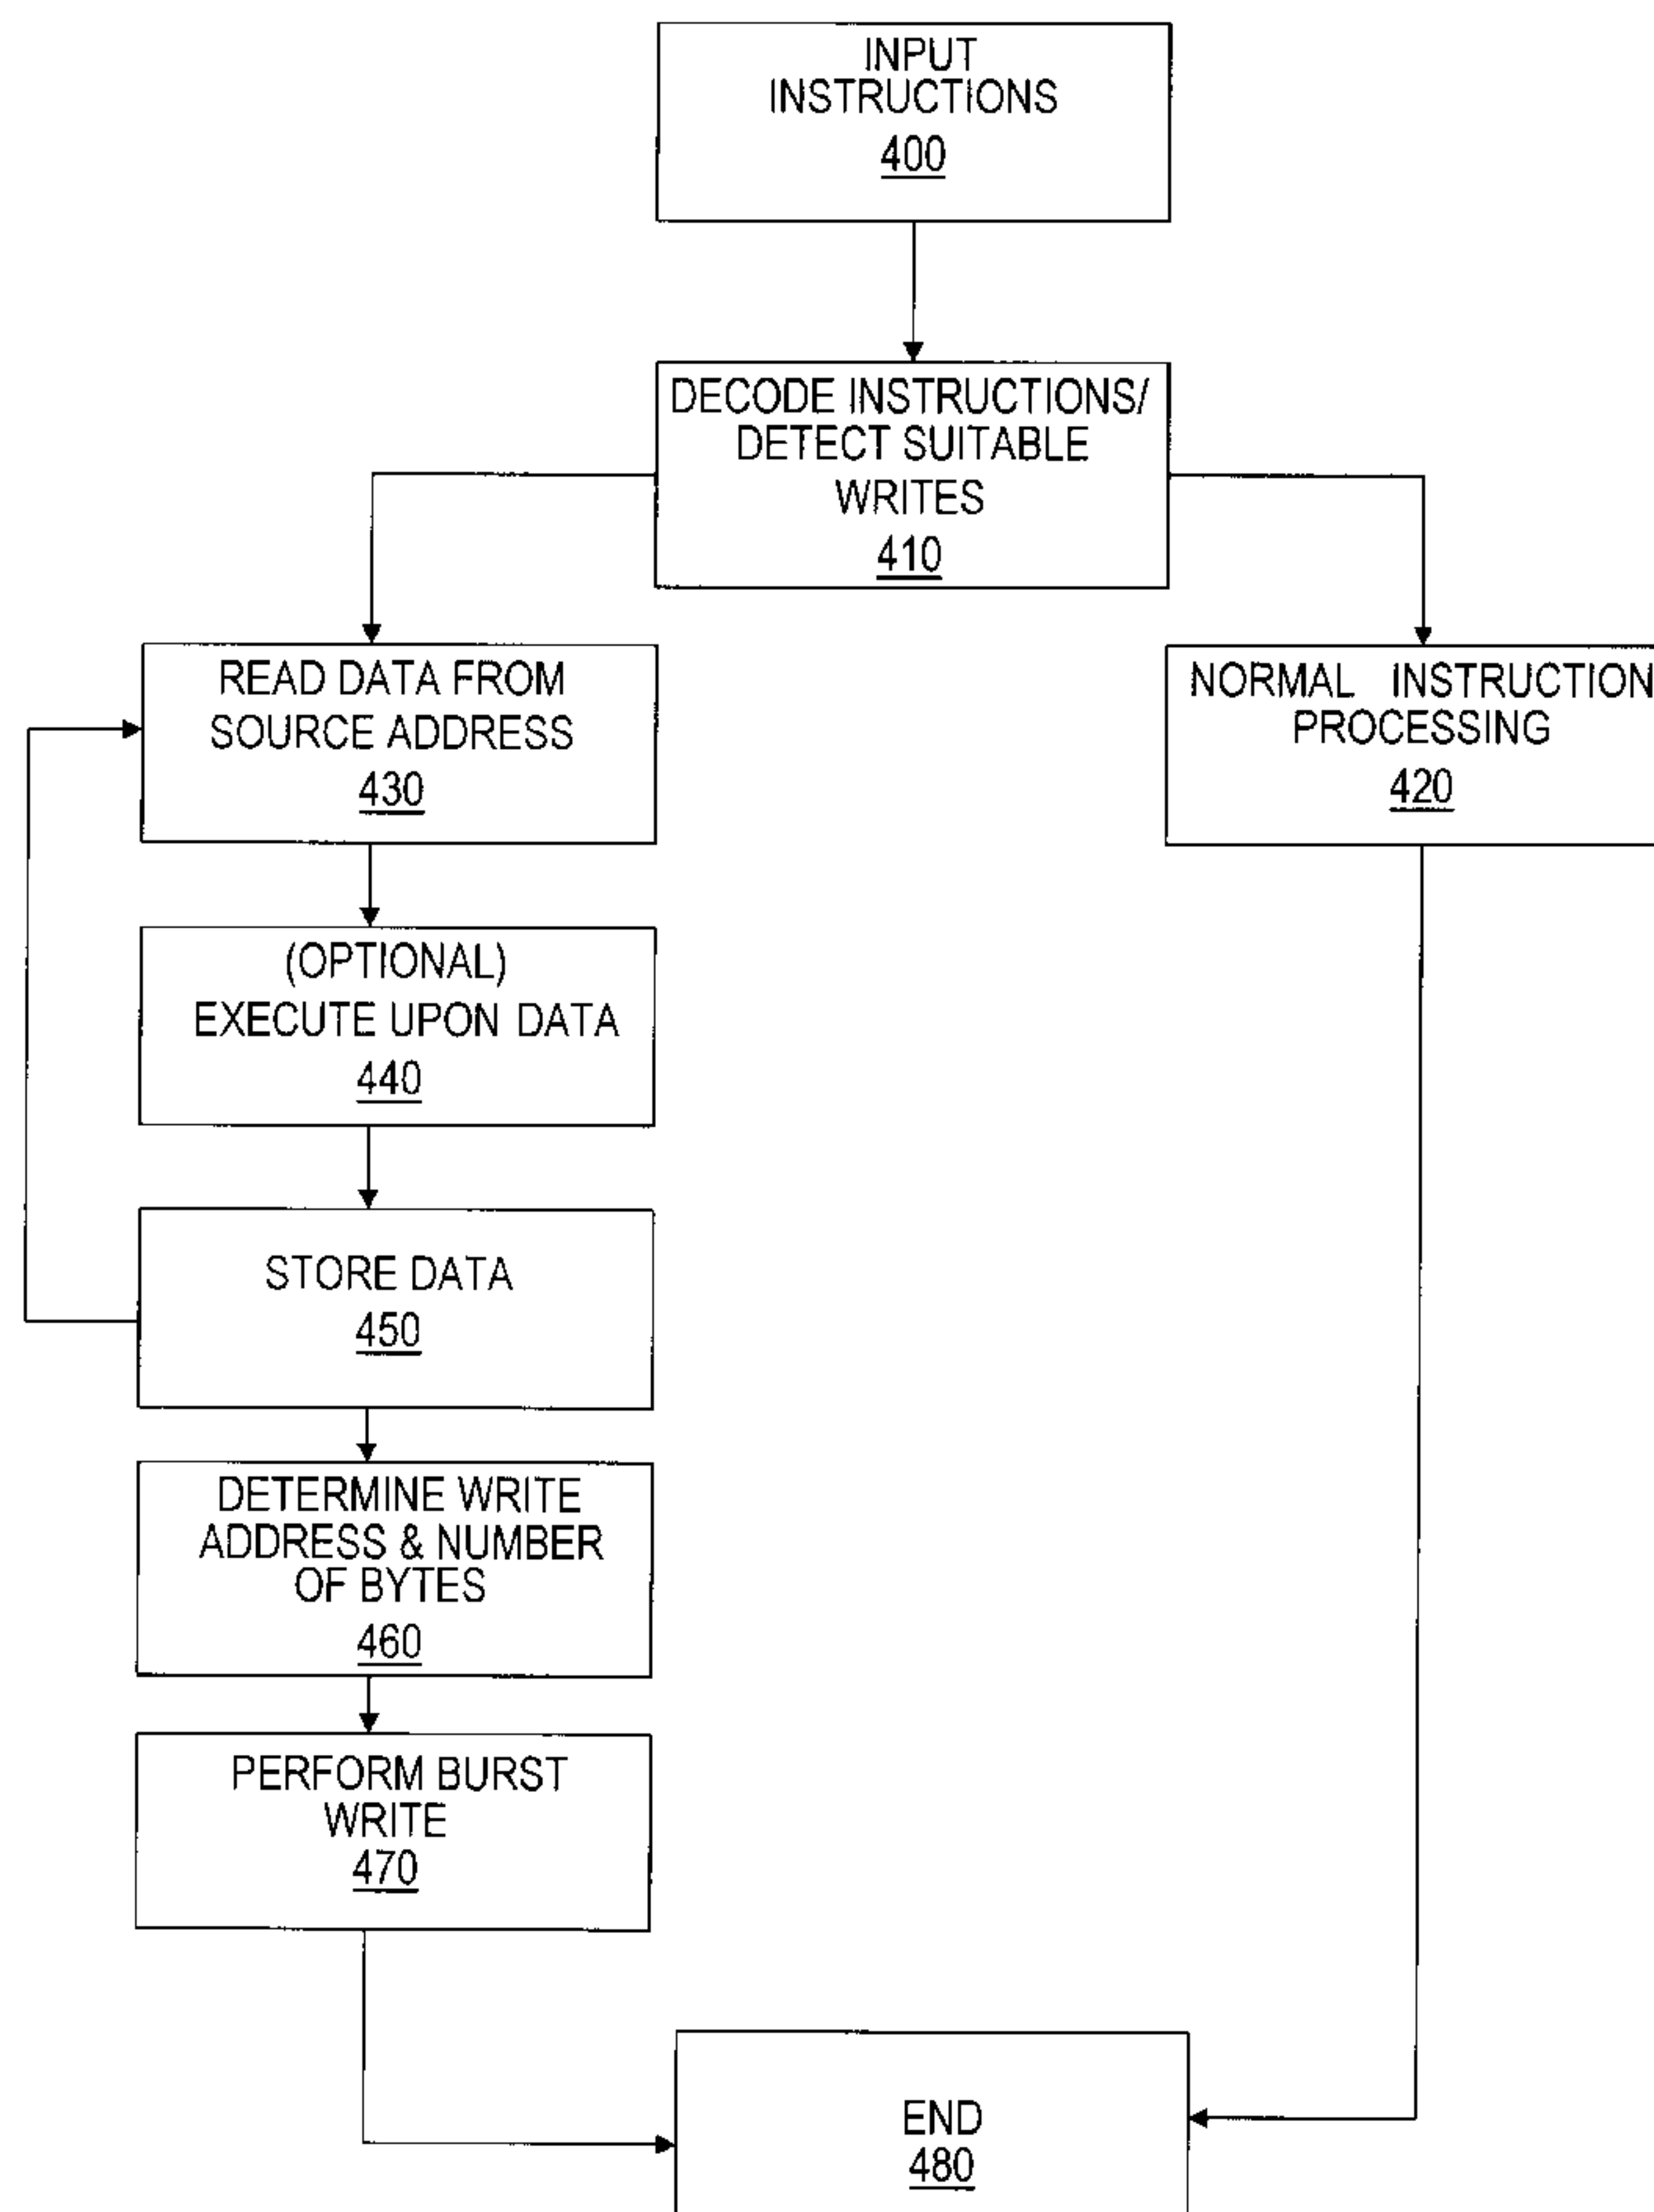 INPUT
INSTRUCTIONS
400
DECODE INSTRUCTIONS/
DETECT SUITABLE
WRITES
410
READ DATA FROM
SOURCE ADDRESS
430
NORMAL INSTRUCTION
PROCESSING
420
(OPTIONAL)
EXECUTE UPON DATA
440
STORE DATA
450
DETERMINE WRITE
ADDRESS & NUMBER
OF BYTES
460
PERFORM BURST
WRITE
470
END
480